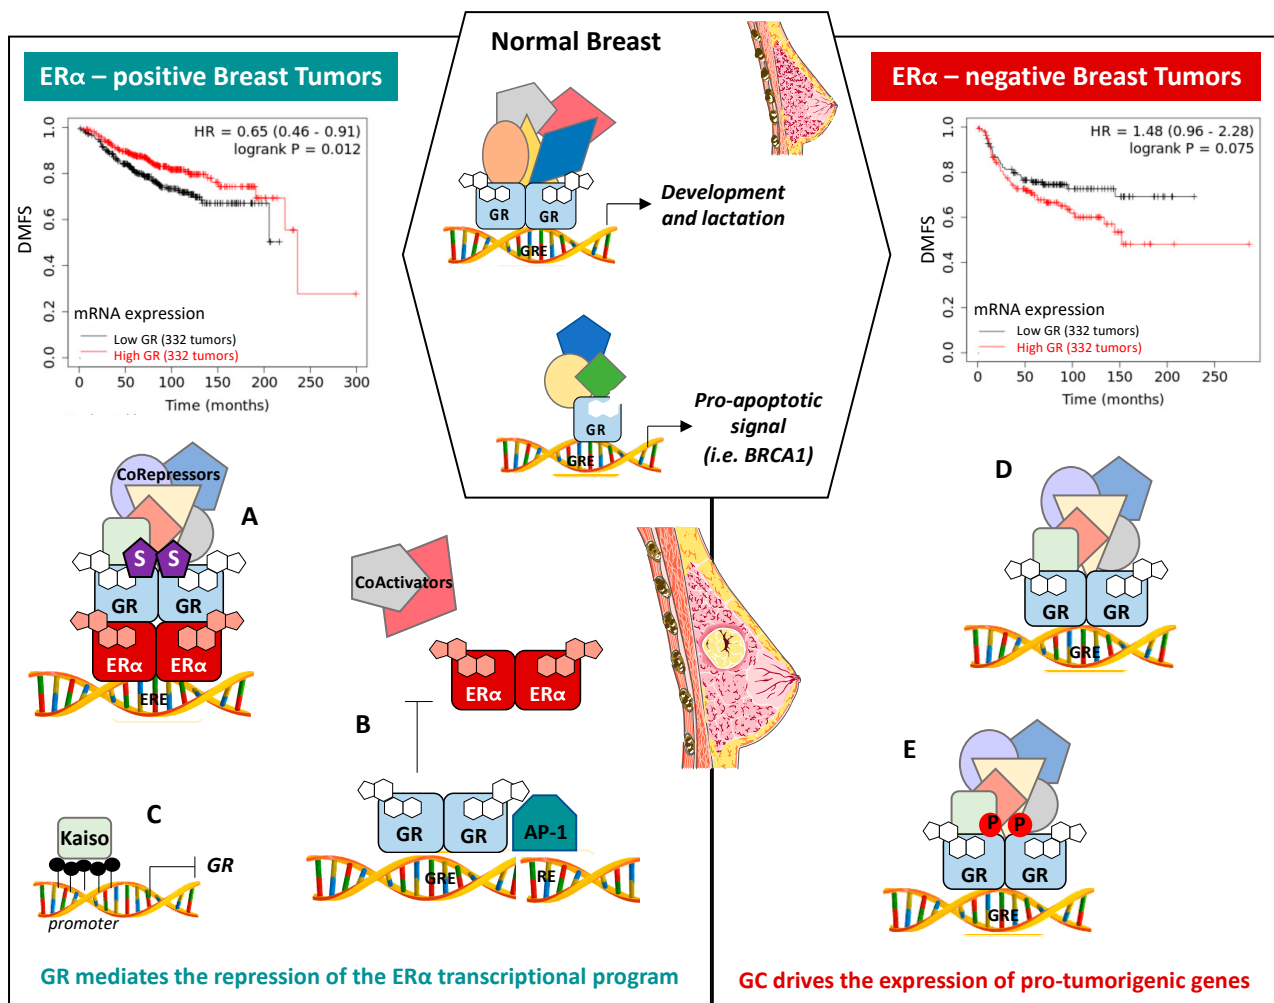 Normal Breast
GR
GR
GRE
Development
and lactation
GR
GRE
Pro-apoptotic
signal
(i.e. BRCA1)
ERα – positive Breast Tumors
HR = 0.65 (0.46 - 0.91)
logrank P = 0.012
DMFS
1.0
0.8
0.6
0.4
0.2
0.0
mRNA expression
Low GR (332 tumors)
High GR (332 tumors)
0 50 100 150 200 250 300
Time (months)
ERα – negative Breast Tumors
HR = 1.48 (0.96 - 2.28)
logrank P = 0.075
DMFS
1.0
0.8
0.6
0.4
0.2
0.0
mRNA expression
Low GR (332 tumors)
High GR (332 tumors)
0 50 100 150 200 250
Time (months)
A
CoRepressors
S S
GR GR
ERα ERα
ERE
B
CoActivators
ERα ERα
GR GR AP-1
GRE RE
C
Kaiso
GR
promoter
D
GR GR
GRE
E
P P
GR GR
GRE
GR mediates the repression of the ERα transcriptional program
GC drives the expression of pro-tumorigenic genes